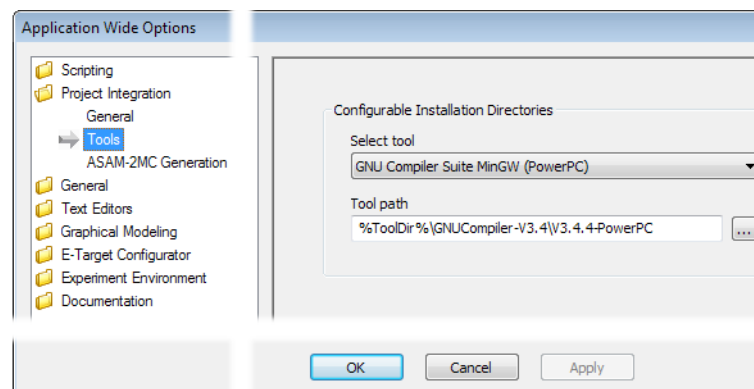 Application Wide Options
Scripting
Project Integration
General
Tools
ASAM-2MC Generation
General
Text Editors
Graphical Modeling
E-Target Configurator
Experiment Environment
Documentation
Configurable Installation Directories
Select tool
GNU Compiler Suite MinGW (PowerPC)
Tool path
%ToolDir%\GNUCompiler-V3.4\V3.4.4-PowerPC
...
OK Cancel Apply